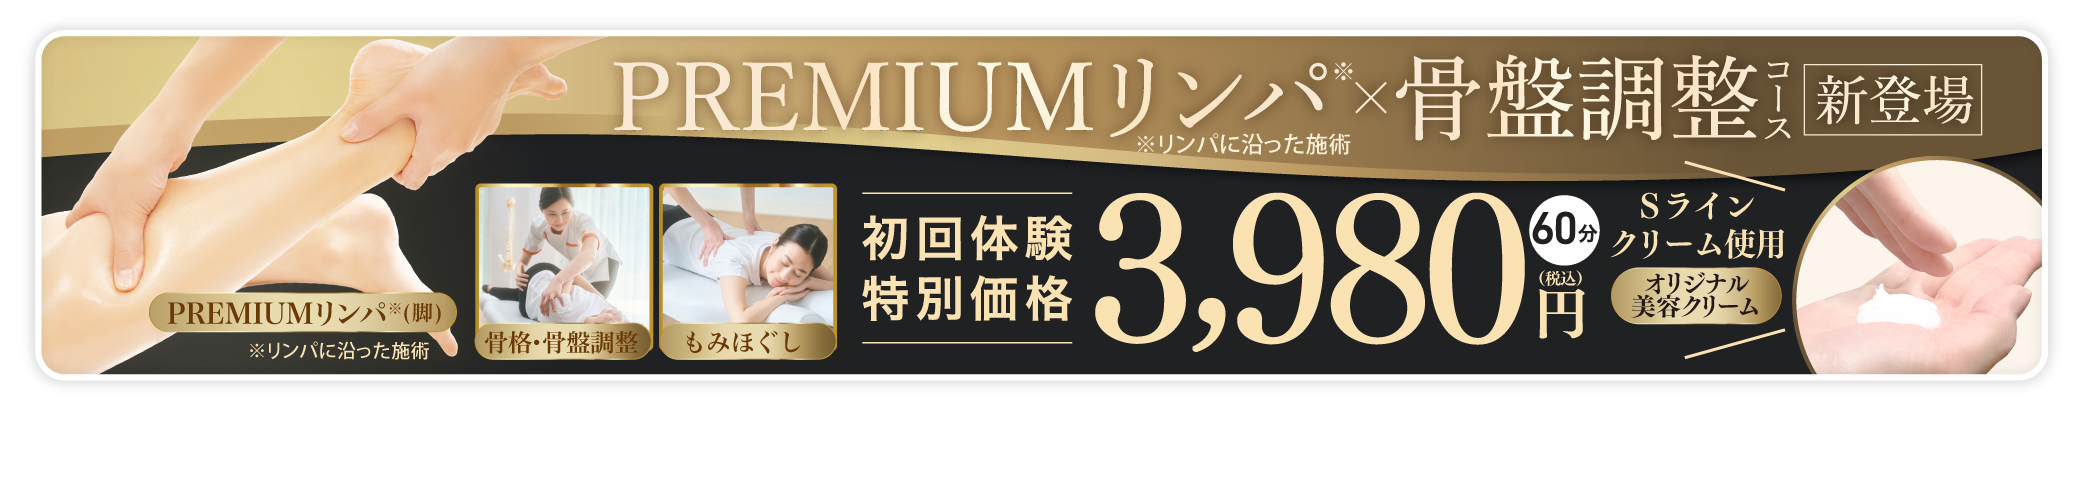 PREMIUMリンパ※×骨盤調整コース 新登場
※リンパに沿った施術
PREMIUMリンパ※(脚)
※リンパに沿った施術
骨格・骨盤調整
もみほぐし
初回体験
特別価格
3,980円
60分
(税込)
Sライン
クリーム使用
オリジナル
美容クリーム